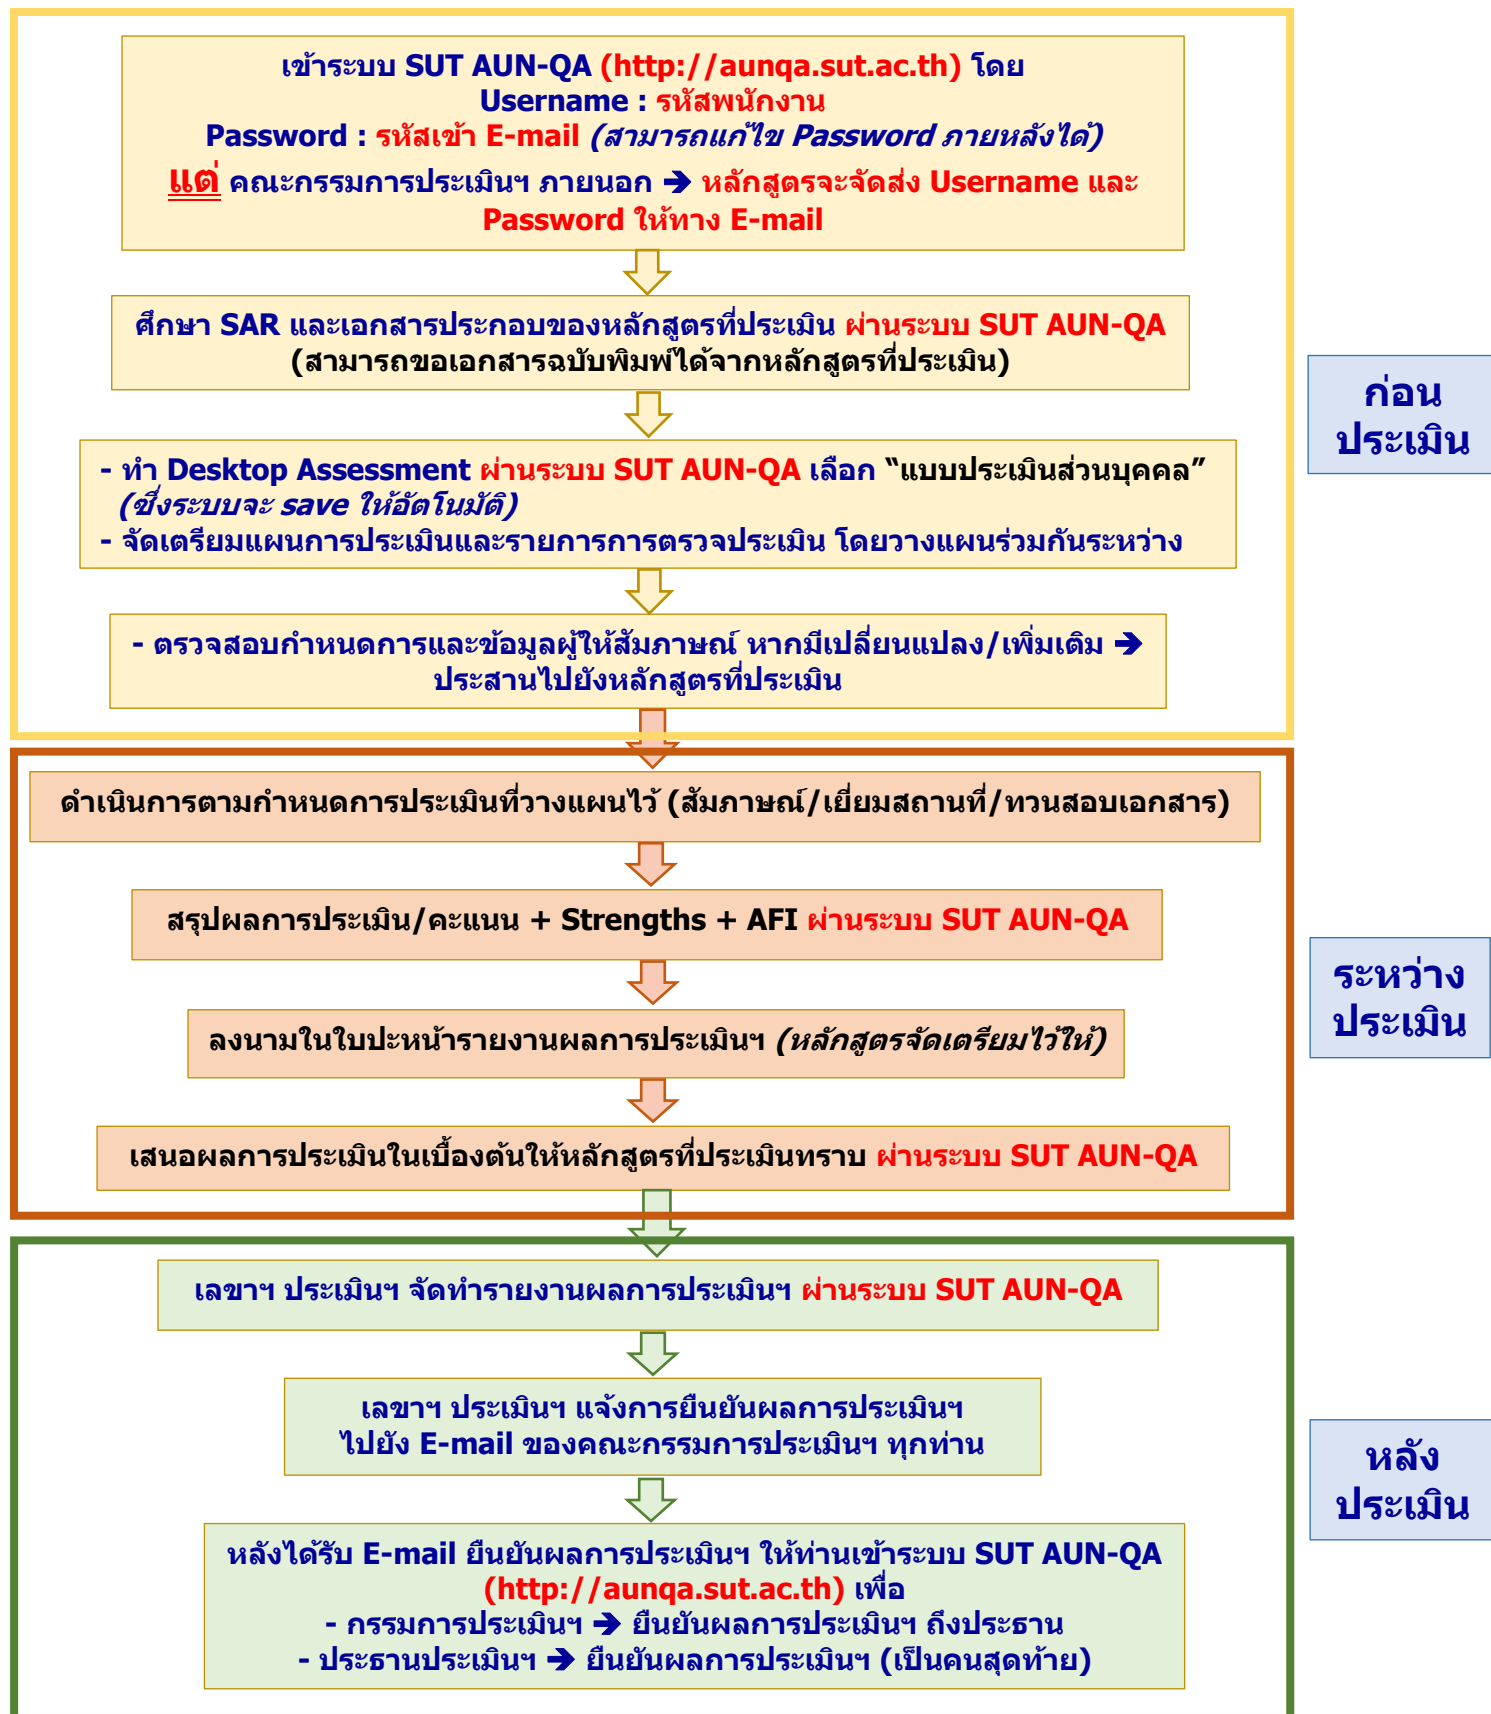 เข้าระบบ SUT AUN-QA (http://aunqa.sut.ac.th) โดย
Username : รหัสพนักงาน
Password : รหัสเข้า E-mail (สามารถแก้ไข Password ภายหลังได้)
แต่ คณะกรรมการประเมินฯ ภายนอก ➔ หลักสูตรจะจัดส่ง Username และ
Password ให้ทาง E-mail
ศึกษา SAR และเอกสารประกอบของหลักสูตรที่ประเมิน ผ่านระบบ SUT AUN-QA
(สามารถขอเอกสารฉบับพิมพ์ได้จากหลักสูตรที่ประเมิน)
ก่อน
ประเมิน
- ทำ Desktop Assessment ผ่านระบบ SUT AUN-QA เลือก “แบบประเมินส่วนบุคคล”
(ซึ่งระบบจะ save ให้อัตโนมัติ)
- จัดเตรียมแผนการประเมินและรายการการตรวจประเมิน โดยวางแผนร่วมกันระหว่าง
- ตรวจสอบกำหนดการและข้อมูลผู้ให้สัมภาษณ์ หากมีเปลี่ยนแปลง/เพิ่มเติม ➔
ประสานไปยังหลักสูตรที่ประเมิน
ดำเนินการตามกำหนดการประเมินที่วางแผนไว้ (สัมภาษณ์/เยี่ยมสถานที่/ทวนสอบเอกสาร)
สรุปผลการประเมิน/คะแนน + Strengths + AFI ผ่านระบบ SUT AUN-QA
ระหว่าง
ประเมิน
ลงนามในใบปะหน้ารายงานผลการประเมินฯ (หลักสูตรจัดเตรียมไว้ให้)
เสนอผลการประเมินในเบื้องต้นให้หลักสูตรที่ประเมินทราบ ผ่านระบบ SUT AUN-QA
เลขาฯ ประเมินฯ จัดทำรายงานผลการประเมินฯ ผ่านระบบ SUT AUN-QA
เลขาฯ ประเมินฯ แจ้งการยืนยันผลการประเมินฯ
ไปยัง E-mail ของคณะกรรมการประเมินฯ ทุกท่าน
หลัง
ประเมิน
หลังได้รับ E-mail ยืนยันผลการประเมินฯ ให้ท่านเข้าระบบ SUT AUN-QA
(http://aunqa.sut.ac.th) เพื่อ
- กรรมการประเมินฯ ➔ ยืนยันผลการประเมินฯ ถึงประธาน
- ประธานประเมินฯ ➔ ยืนยันผลการประเมินฯ (เป็นคนสุดท้าย)